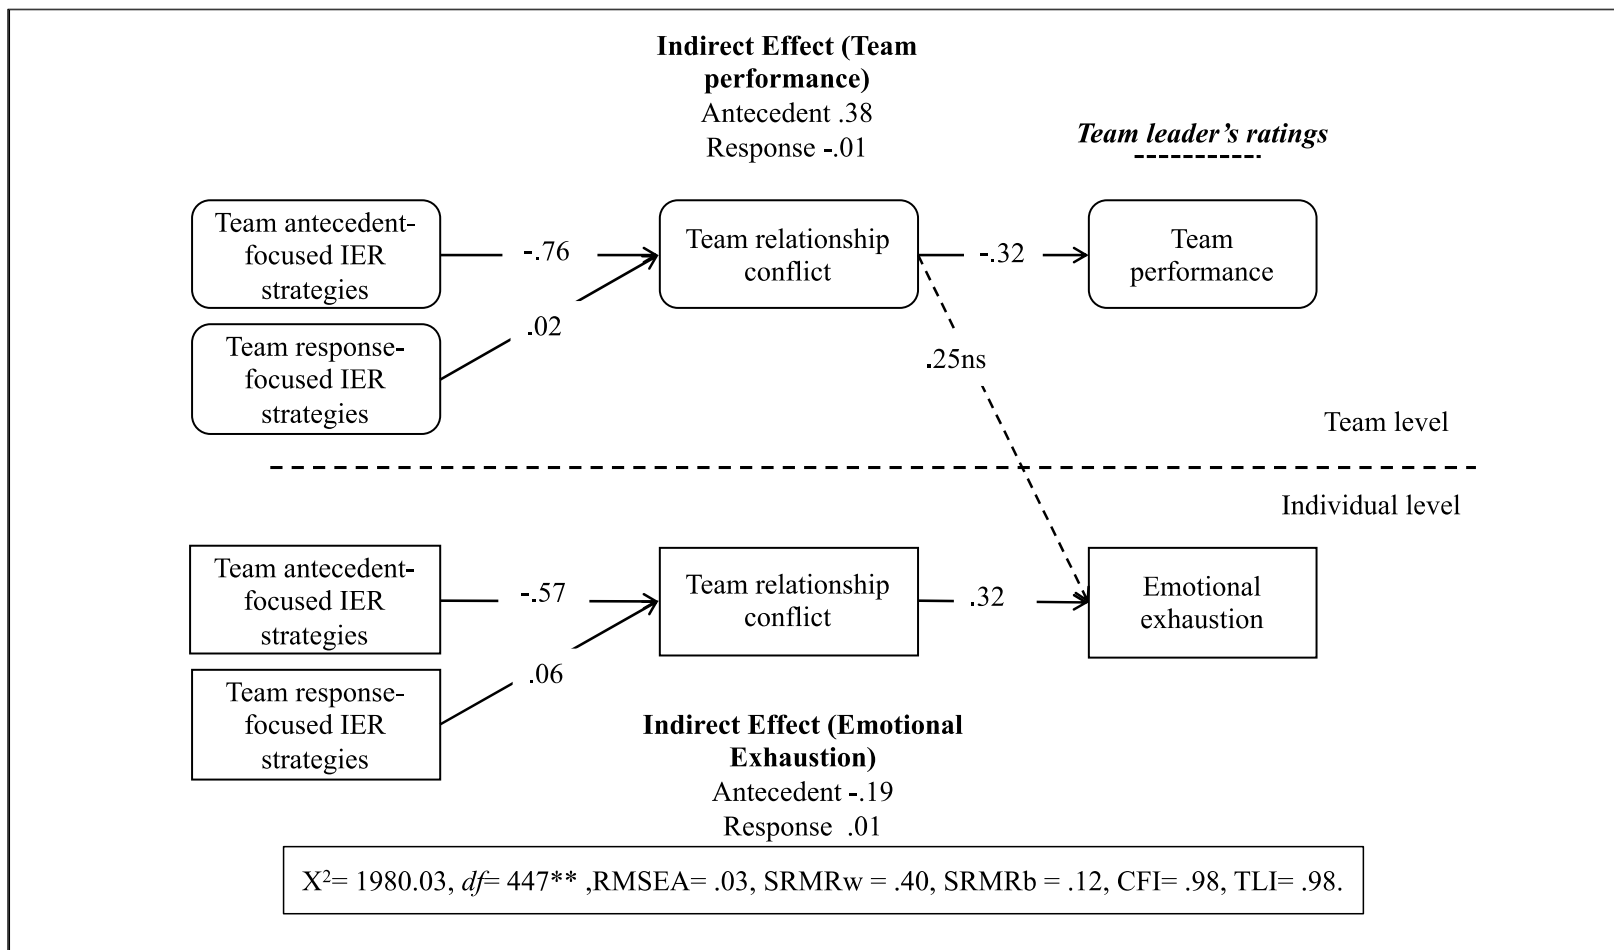 Indirect Effect (Team
performance)
Antecedent .38
Response -.01
Team leader’s ratings
Team antecedent-
focused IER
strategies
-.76
Team relationship
conflict
-.32
Team
performance
Team response-
focused IER
strategies
.02
.25ns
Team level
Individual level
Team antecedent-
focused IER
strategies
-.57
Team relationship
conflict
.32
Emotional
exhaustion
Team response-
focused IER
strategies
.06
Indirect Effect (Emotional
Exhaustion)
Antecedent -.19
Response .01
X²= 1980.03, df= 447** ,RMSEA= .03, SRMRw = .40, SRMRb = .12, CFI= .98, TLI= .98.